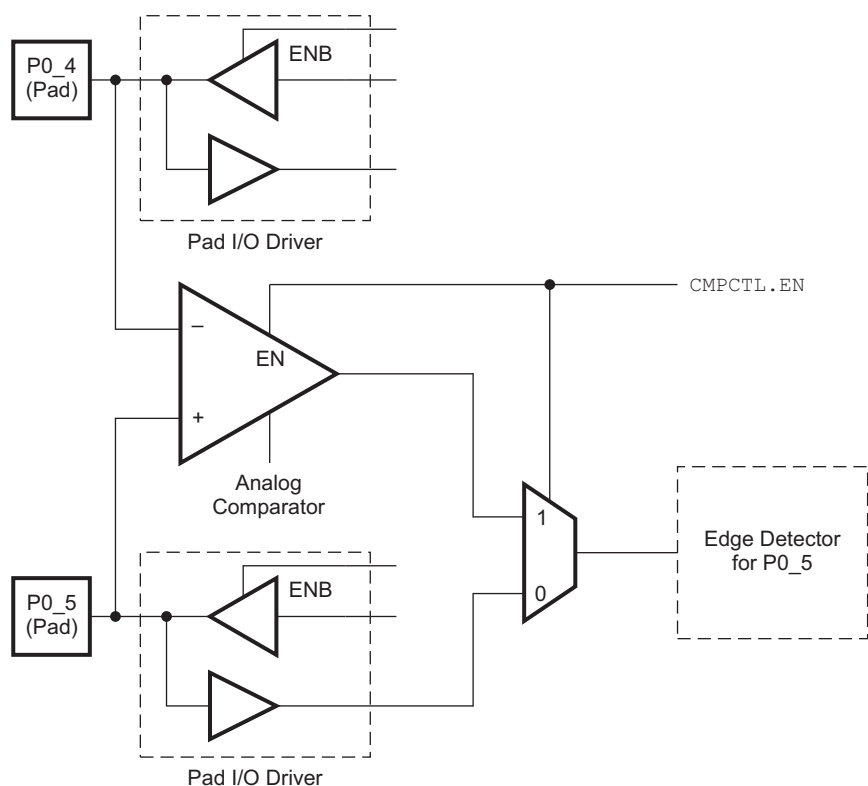 P0_4
(Pad)
ENB
Pad I/O Driver
CMPCTL.EN
–
EN
+
Analog
Comparator
1
Edge Detector
for P0_5
0
P0_5
(Pad)
ENB
Pad I/O Driver